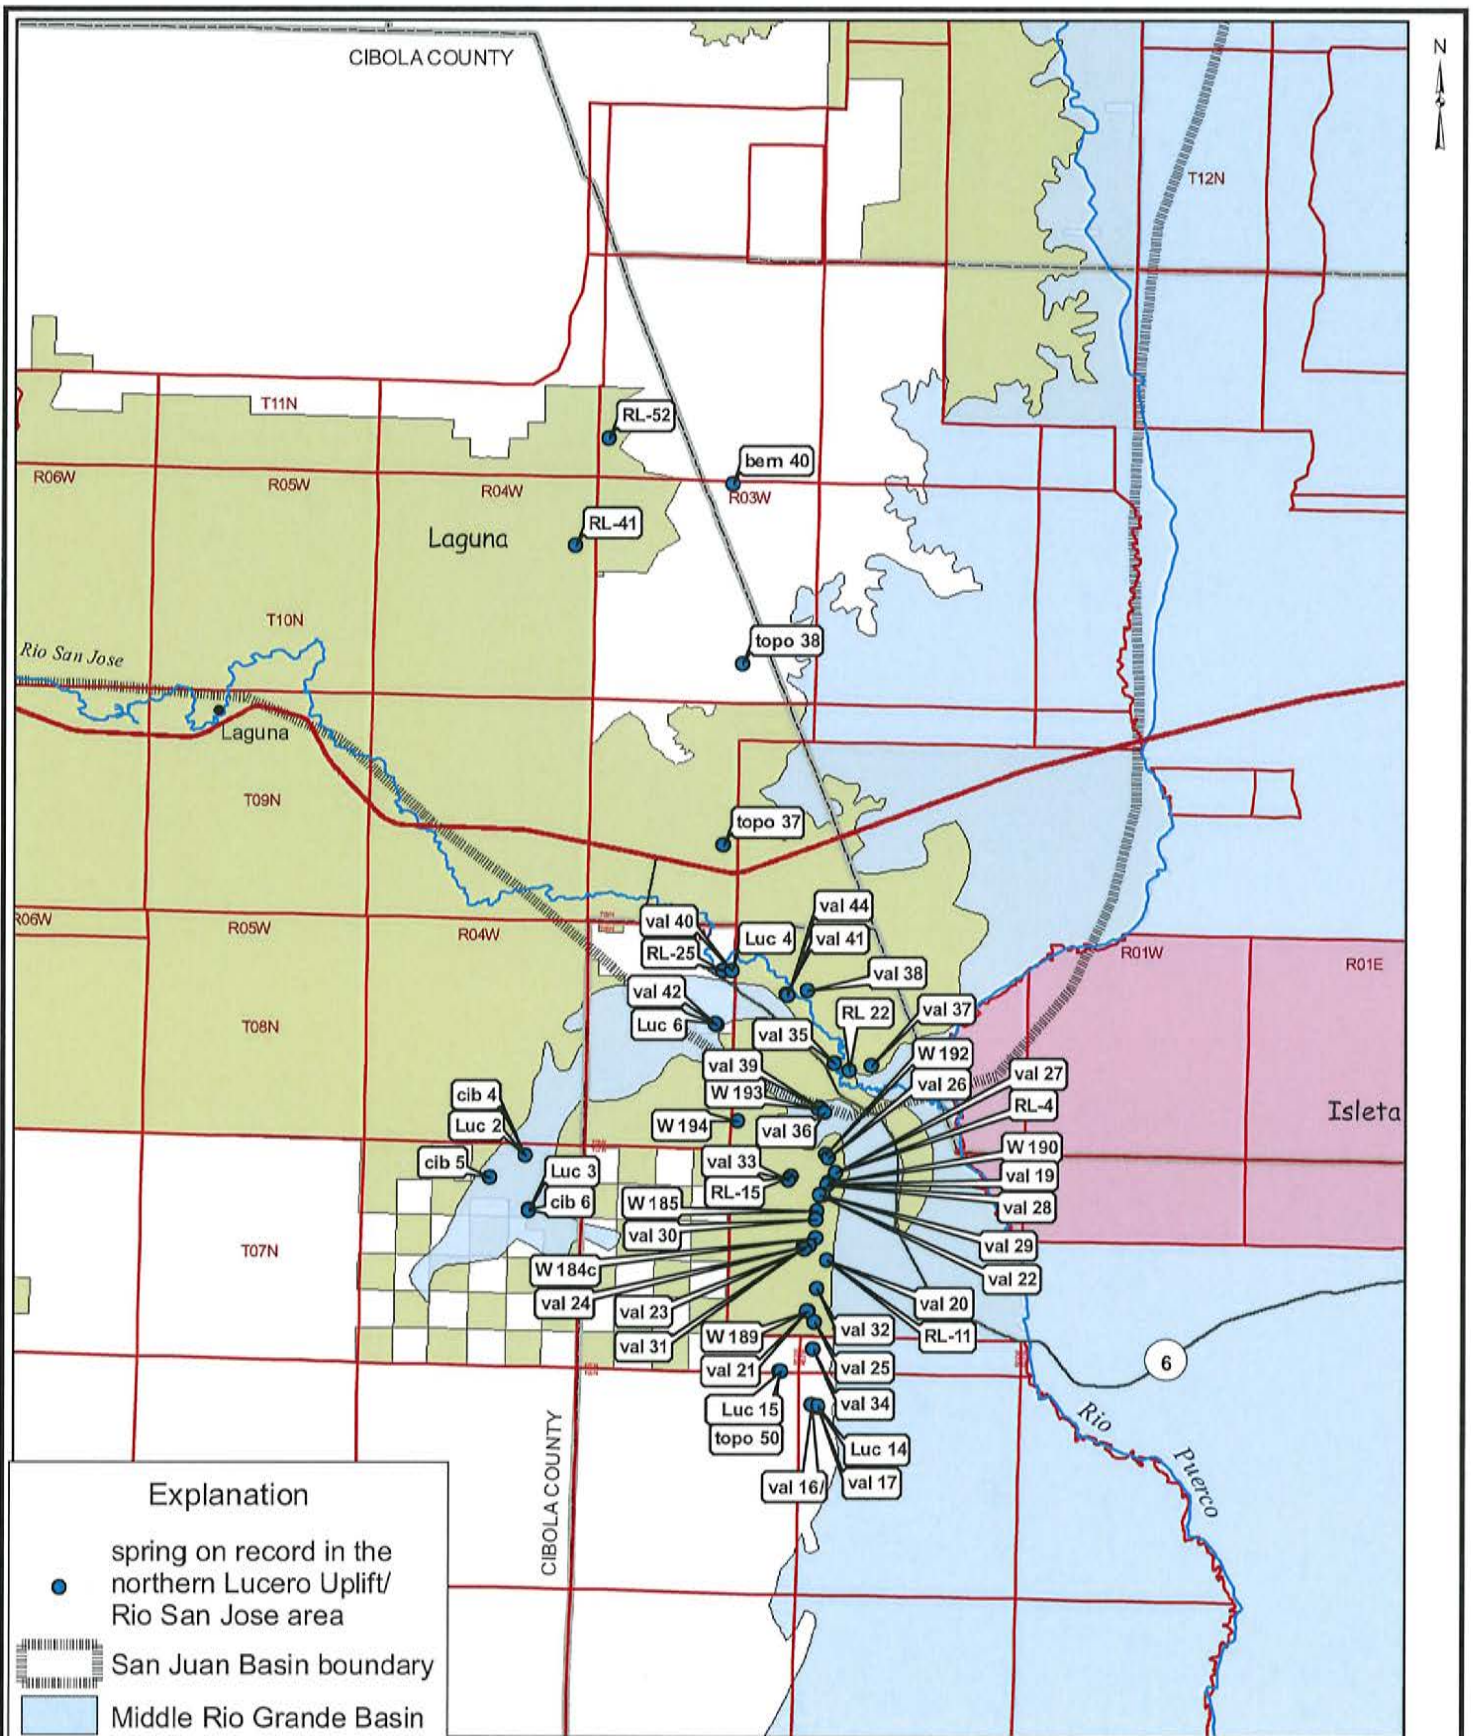 N
CIBOLA COUNTY
T12N
T11N
RL-52
bern 40
R06W
R05W
R04W
R03W
RL-41
Laguna
T10N
topo 38
Rio San Jose
Laguna
T09N
topo 37
val 44
val 40
Luc 4
val 41
R06W
R05W
R04W
RL-25
R01W
R01E
val 38
val 42
val 37
RL 22
Luc 6
T08N
val 35
W 192
val 39
val 27
val 26
W 193
cib 4
RL-4
Isleta
Luc 2
W 194
val 36
W 190
cib 5
val 33
Luc 3
val 19
RL-15
cib 6
W 185
val 28
val 30
T07N
val 29
W 184c
val 22
val 24
val 23
val 20
val 32
RL-11
W 189
val 31
6
val 21
val 25
val 34
Luc 15
Rio
topo 50
Luc 14
CIBOLA COUNTY
Puerco
val 16/
val 17
Explanation
spring on record in the
northern Lucero Uplift/
Rio San Jose area
San Juan Basin boundary
Middle Rio Grande Basin